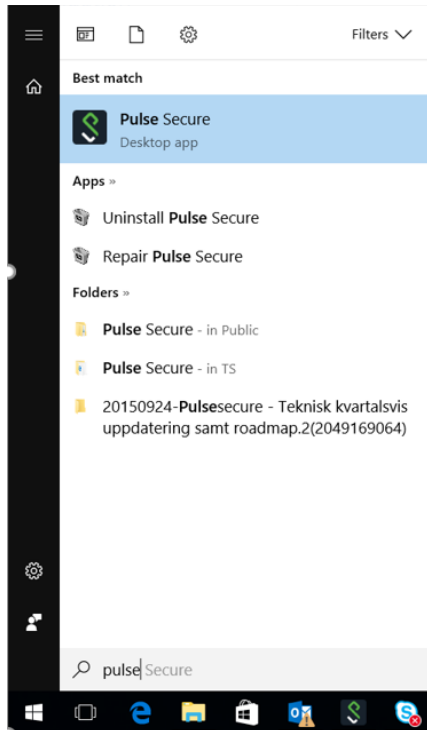 Filters
Best match
Pulse Secure
Desktop app
Apps »
Uninstall Pulse Secure
Repair Pulse Secure
Folders »
Pulse Secure - in Public
Pulse Secure - in TS
20150924-Pulsesecure - Teknisk kvartalsvis
uppdatering samt roadmap.2(2049169064)
pulse Secure